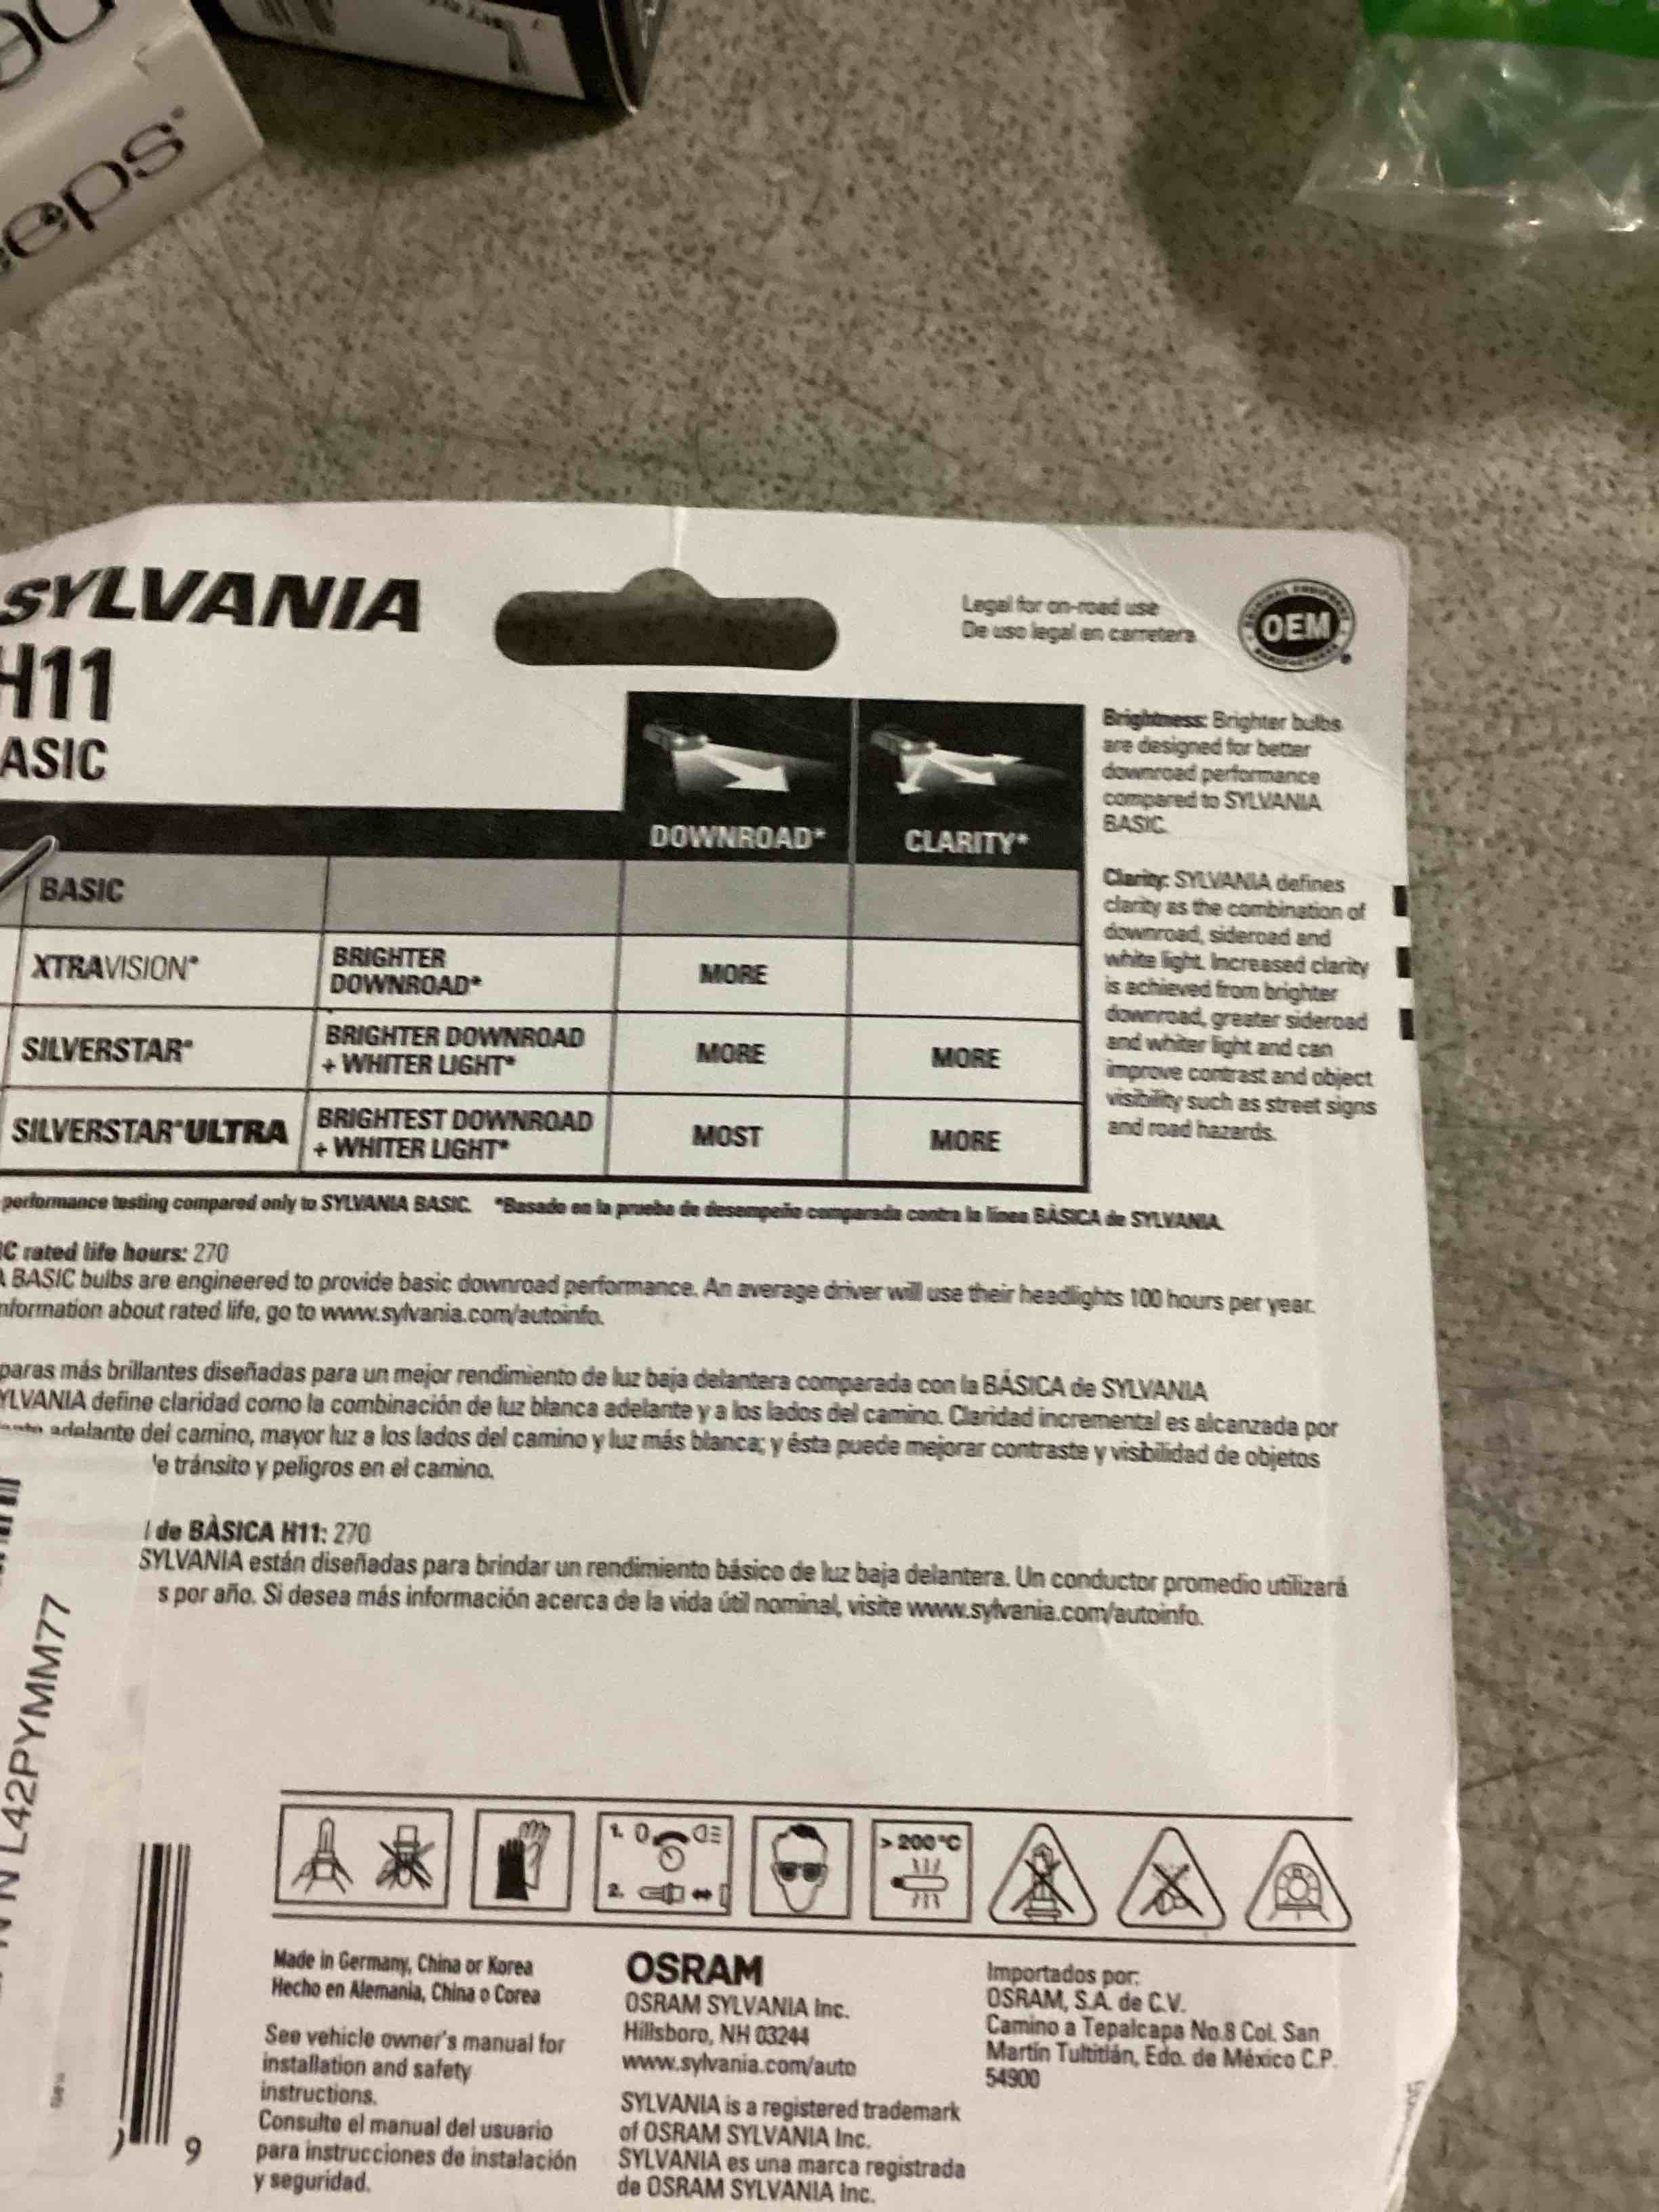 eps
SYLVANIA
H11
ASIC
Legal for on-road use
De uso legal en carretera
OEM
DOWNROAD*
CLARITY*
BASIC
XTRAVISION®
BRIGHTER
DOWNROAD*
MORE
SILVERSTAR®
BRIGHTER DOWNROAD
+ WHITER LIGHT*
MORE
MORE
SILVERSTAR®ULTRA
BRIGHTEST DOWNROAD
+ WHITER LIGHT*
MOST
MORE
Brightness: Brighter bulbs
are designed for better
downroad performance
compared to SYLVANIA
BASIC.
Clarity: SYLVANIA defines
clarity as the combination of
downroad, sideroad and
white light. Increased clarity
is achieved from brighter
downroad, greater sideroad
and whiter light and can
improve contrast and object
visibility such as street signs
and road hazards.
performance testing compared only to SYLVANIA BASIC. *Basado en la prueba de desempeño comparada contra la línea BÀSICA de SYLVANIA.
IC rated life hours: 270
A BASIC bulbs are engineered to provide basic downroad performance. An average driver will use their headlights 100 hours per year.
nformation about rated life, go to www.sylvania.com/autoinfo.
paras más brillantes diseñadas para un mejor rendimiento de luz baja delantera comparada con la BÁSICA de SYLVANIA
YLVANIA define claridad como la combinación de luz blanca adelante y a los lados del camino. Claridad incremental es alcanzada por
adelante del camino, mayor luz a los lados del camino y luz más blanca; y ésta puede mejorar contraste y visibilidad de objetos
e tránsito y peligros en el camino.
l de BÀSICA H11: 270
SYLVANIA están diseñadas para brindar un rendimiento básico de luz baja delantera. Un conductor promedio utilizará
s por año. Si desea más información acerca de la vida útil nominal, visite www.sylvania.com/autoinfo.
L42PYMM77
1.
2.
> 200 °C
9
Made in Germany, China or Korea
Hecho en Alemania, China o Corea
See vehicle owner's manual for
installation and safety
instructions.
Consulte el manual del usuario
para instrucciones de instalación
y seguridad.
OSRAM
OSRAM SYLVANIA Inc.
Hillsboro, NH 03244
www.sylvania.com/auto
SYLVANIA is a registered trademark
of OSRAM SYLVANIA Inc.
SYLVANIA es una marca registrada
de OSRAM SYLVANIA Inc.
Importados por:
OSRAM, S.A. de C.V.
Camino a Tepalcapa No.8 Col. San
Martín Tultitlán, Edo. de México C.P.
54900